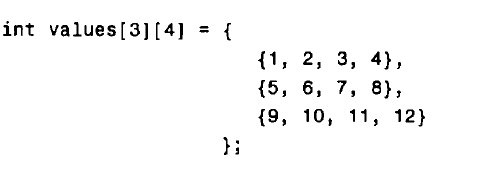 int values[3][4] = {
{1, 2, 3, 4},
{5, 6, 7, 8},
{9, 10, 11, 12}
};